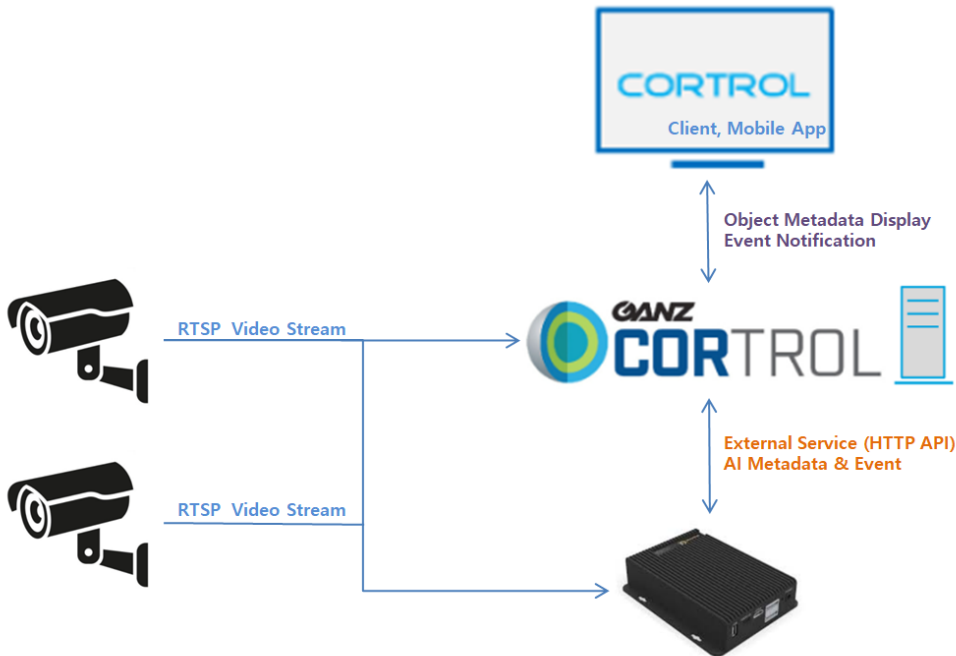 CORTROL
Client, Mobile App
Object Metadata Display
Event Notification
RTSP Video Stream
GANZ
CORTROL
External Service (HTTP API)
AI Metadata & Event
RTSP Video Stream